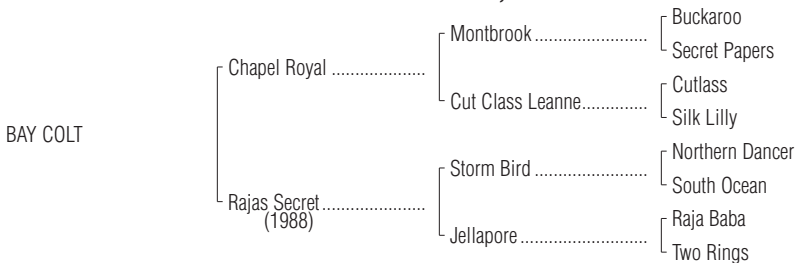 Buckaroo
Montbrook ..............................
Secret Papers
Chapel Royal .....................
Cutlass
Cut Class Leanne...............
Silk Lilly
BAY COLT
Northern Dancer
Storm Bird ..........................
South Ocean
Rajas Secret.......................
(1988)
Raja Baba
Jellapore.............................
Two Rings